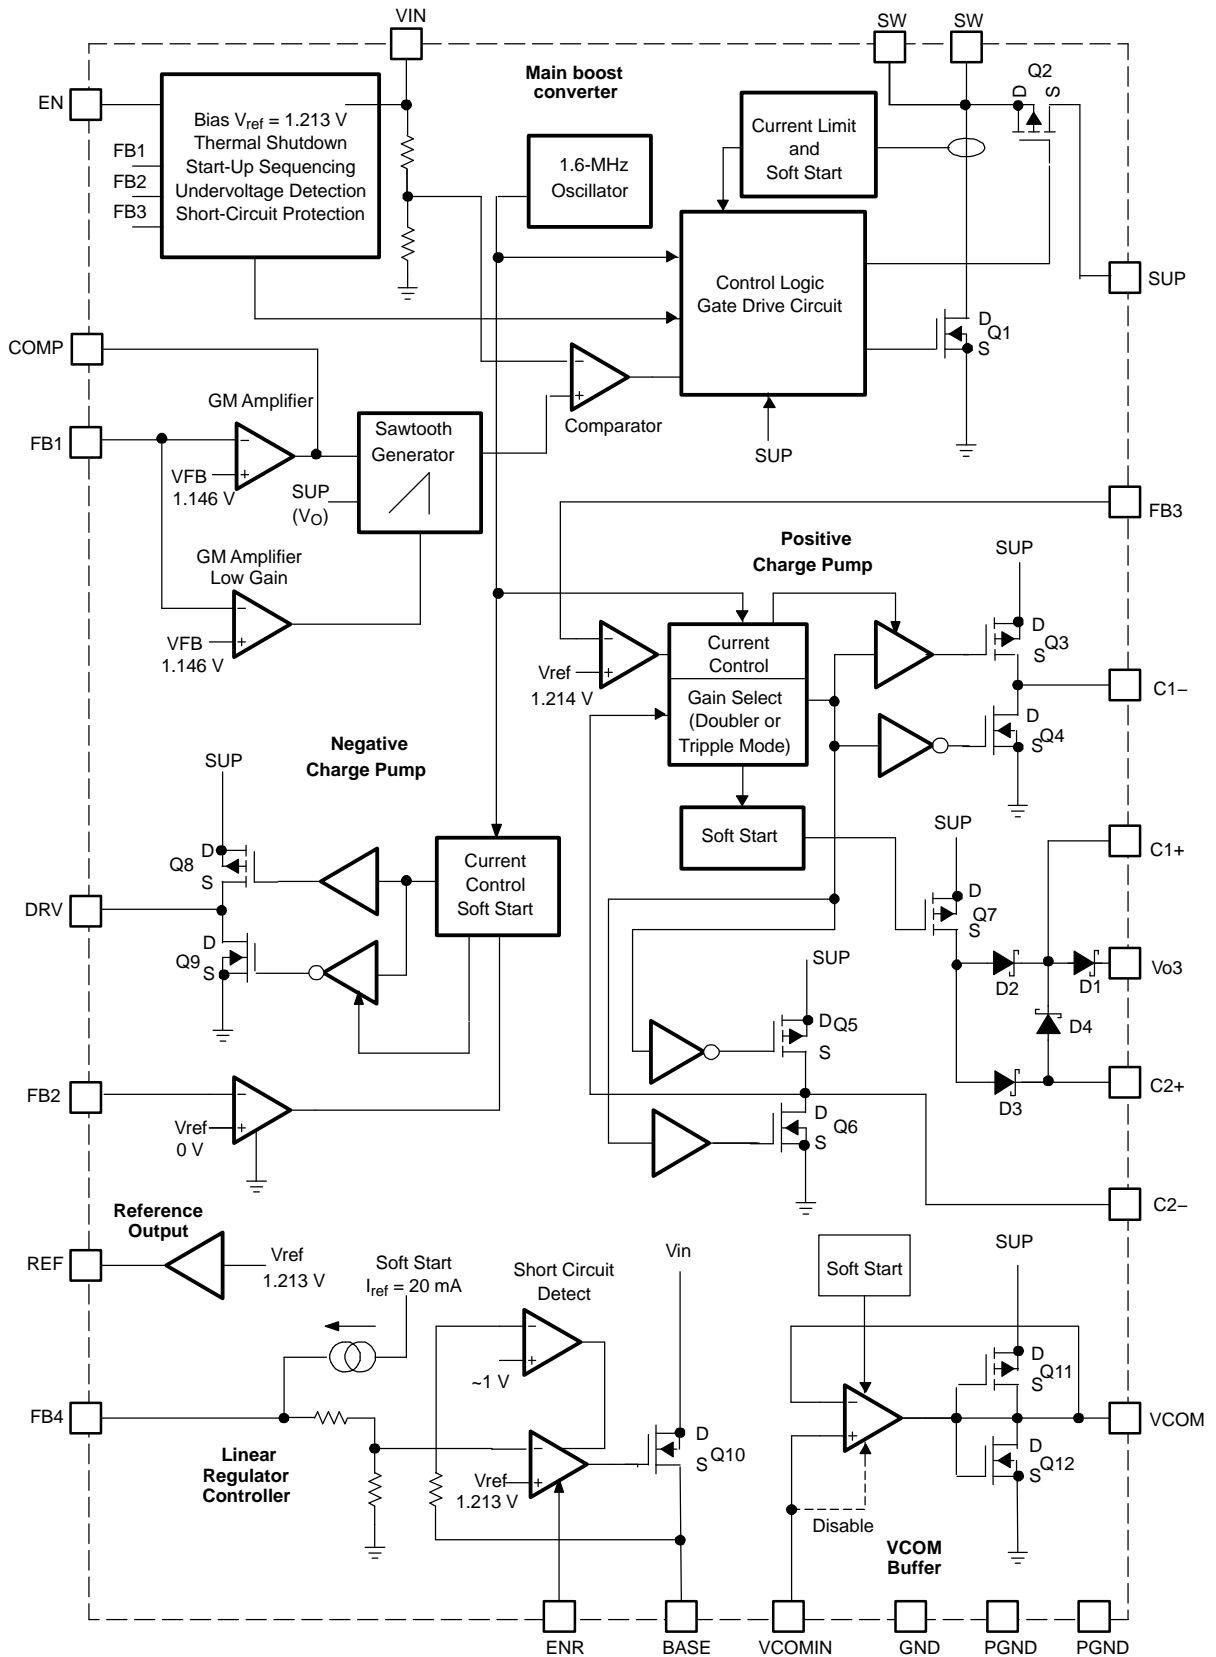 VIN
SW
SW
Main boost
converter
Q2
D
S
EN
Bias Vref = 1.213 V
Thermal Shutdown
Start-Up Sequencing
Undervoltage Detection
Short-Circuit Protection
FB1
FB2
FB3
1.6-MHz
Oscillator
Current Limit
and
Soft Start
Control Logic
Gate Drive Circuit
SUP
D
Q1
S
COMP
GM Amplifier
FB1
−
+
VFB
1.146 V
Sawtooth
Generator
SUP
(VO)
−
+
Comparator
SUP
FB3
GM Amplifier
Low Gain
−
+
VFB
1.146 V
Positive
Charge Pump
SUP
−
+
Vref
1.214 V
Current
Control
Gain Select
(Doubler or
Tripple Mode)
D
Q3
S
C1−
D
Q4
S
Negative
Charge Pump
SUP
Soft Start
SUP
C1+
D
Q8
S
Current
Control
Soft Start
D
Q7
S
DRV
D
Q9
S
SUP
D2
D1
Vo3
D4
D
Q5
S
FB2
−
+
Vref
0 V
D3
C2+
D
Q6
S
Reference
Output
C2−
REF
Vref
1.213 V
Soft Start
Iref = 20 mA
Short Circuit
Detect
Vin
Soft Start
SUP
−
+
~1 V
D
Q11
S
FB4
−
+
VCOM
Linear
Regulator
Controller
−
+
Vref
1.213 V
D
Q10
S
D
Q12
S
Disable
VCOM
Buffer
ENR
BASE
VCOMIN
GND
PGND
PGND